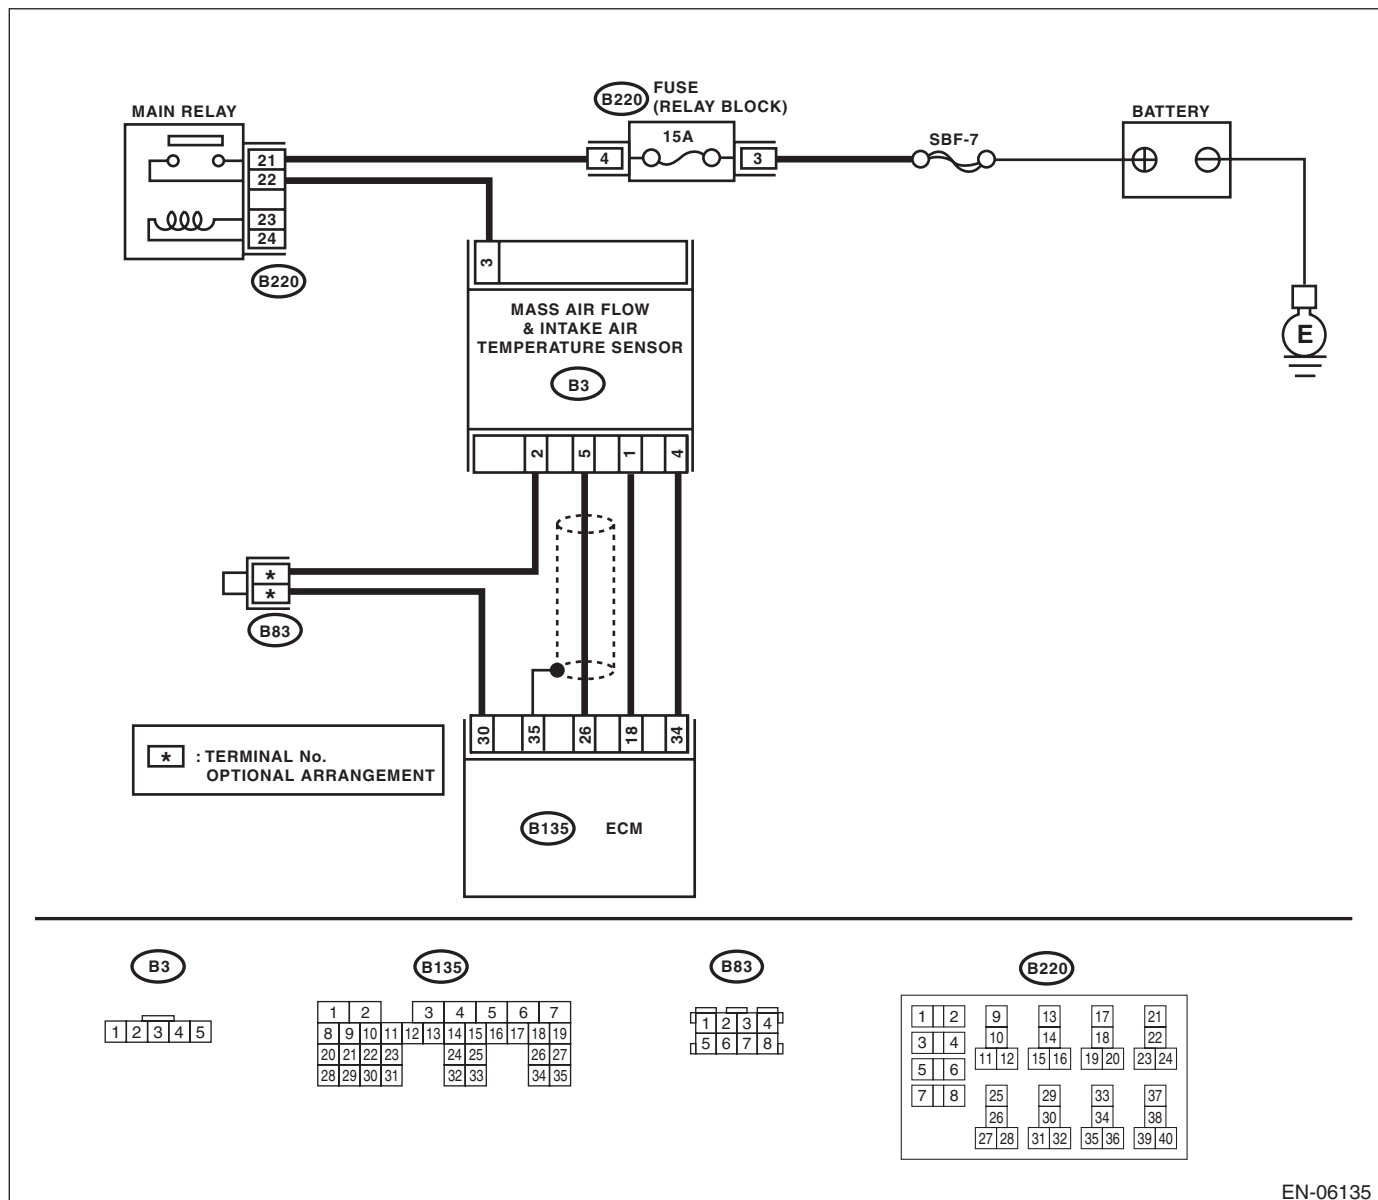 B220
FUSE
(RELAY BLOCK)
MAIN RELAY
15A
SBF-7
BATTERY
21
22
23
24
4
3
B220
3
MASS AIR FLOW
& INTAKE AIR
TEMPERATURE SENSOR
B3
E
2 5 1 4
*
*
B83
30 35 26 18 34
* : TERMINAL No.
OPTIONAL ARRANGEMENT
B135 ECM
B3
1 2 3 4 5
B135
1 2 3 4 5 6 7
8 9 10 11 12 13 14 15 16 17 18 19
20 21 22 23 24 25 26 27
28 29 30 31 32 33 34 35
B83
1 2 3 4
5 6 7 8
B220
1 2 9 13 17 21
3 4 10 14 18 22
11 12 15 16 19 20 23 24
5 6
7 8 25 29 33 37
26 30 34 38
27 28 31 32 35 36 39 40
EN-06135